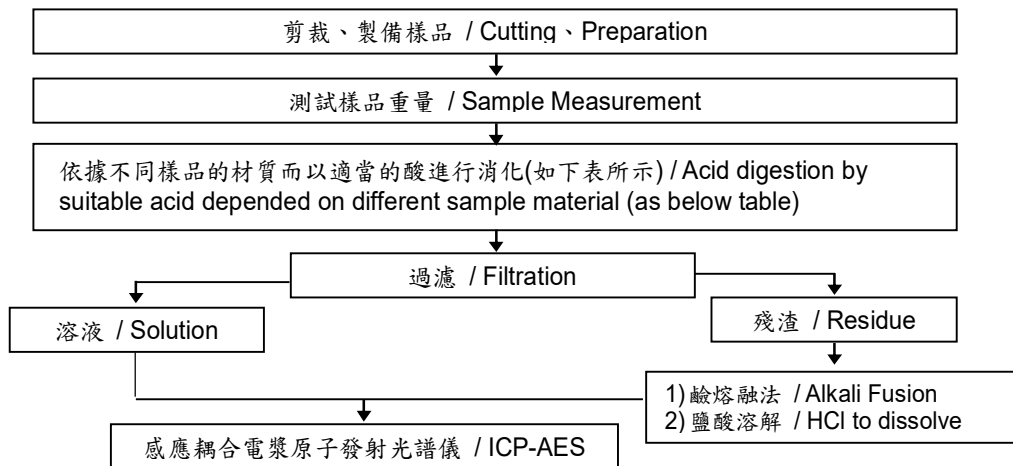 剪裁、製備樣品 / Cutting、Preparation
測試樣品重量 / Sample Measurement
依據不同樣品的材質而以適當的酸進行消化(如下表所示) / Acid digestion by
suitable acid depended on different sample material (as below table)
過濾 / Filtration
溶液 / Solution
殘渣 / Residue
1) 鹼熔融法 / Alkali Fusion
2) 鹽酸溶解 / HCl to dissolve
感應耦合電漿原子發射光譜儀 / ICP-AES